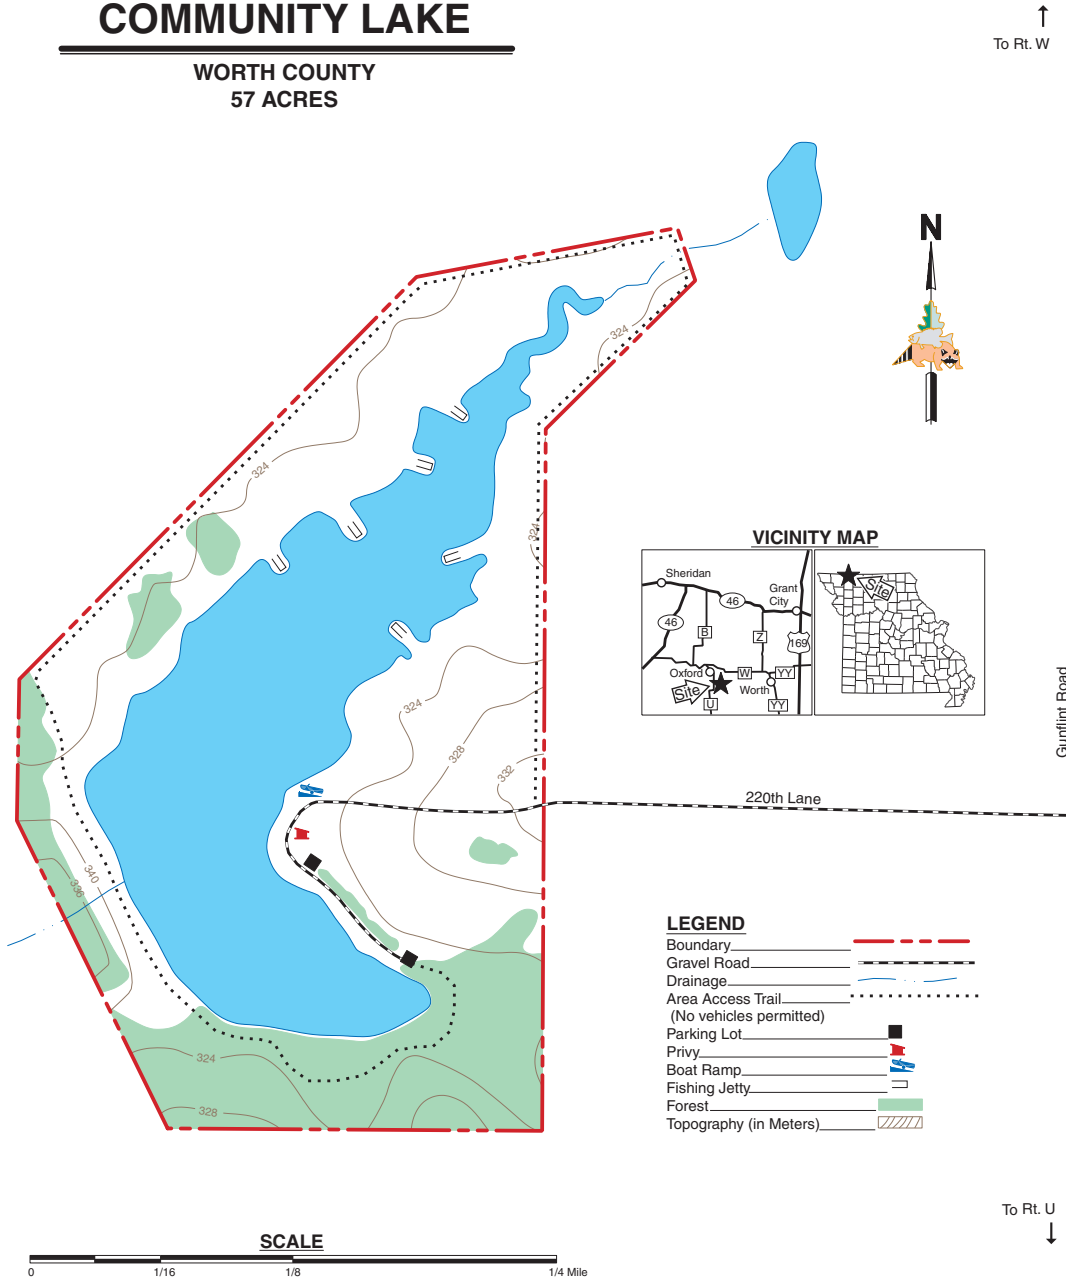 COMMUNITY LAKE
WORTH COUNTY
57 ACRES
To Rt. W
N
324
324
324
324
328
332
340
336
324
328
220th Lane
Gunflint Road
VICINITY MAP
Sheridan
Grant
City
46
46
B
Z
169
Oxford
W
YY
Site
Worth
U
YY
Site
LEGEND
Boundary
Gravel Road
Drainage
Area Access Trail
(No vehicles permitted)
Parking Lot
Privy
Boat Ramp
Fishing Jetty
Forest
Topography (in Meters)
To Rt. U
SCALE
0 1/16 1/8 1/4 Mile